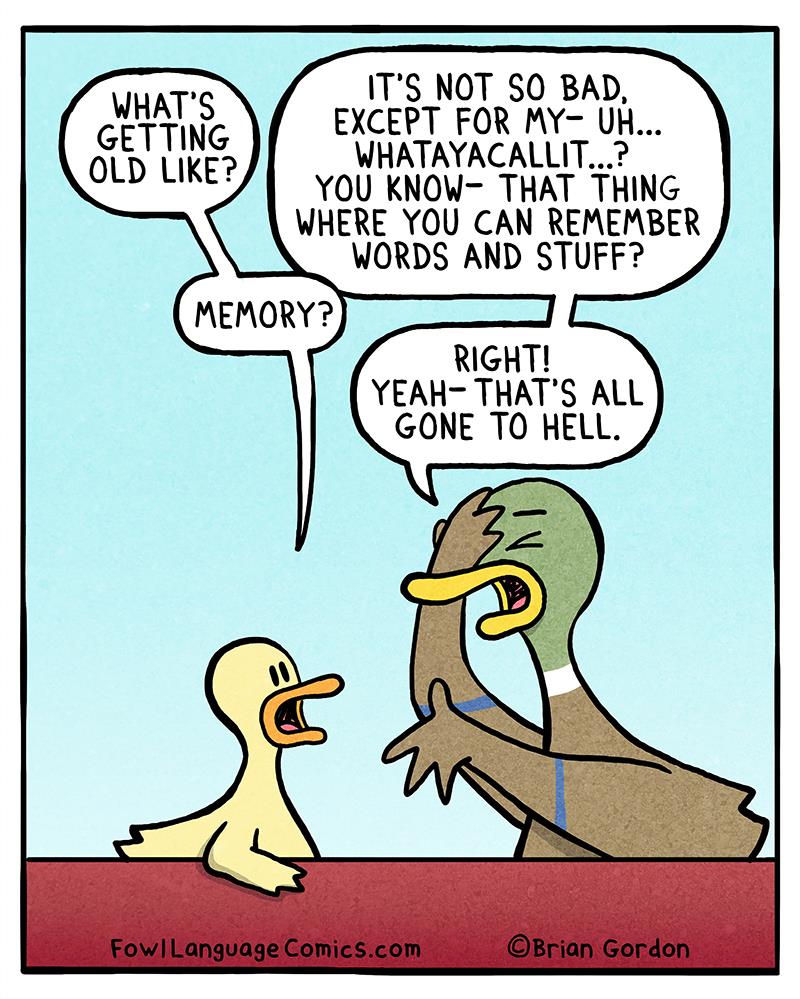 WHAT'S
GETTING
OLD LIKE?
IT'S NOT SO BAD,
EXCEPT FOR MY- UH...
WHATAYACALLIT...?
YOU KNOW- THAT THING
WHERE YOU CAN REMEMBER
WORDS AND STUFF?
MEMORY?
RIGHT!
YEAH- THAT'S ALL
GONE TO HELL.
FowlLanguageComics.com
©Brian Gordon